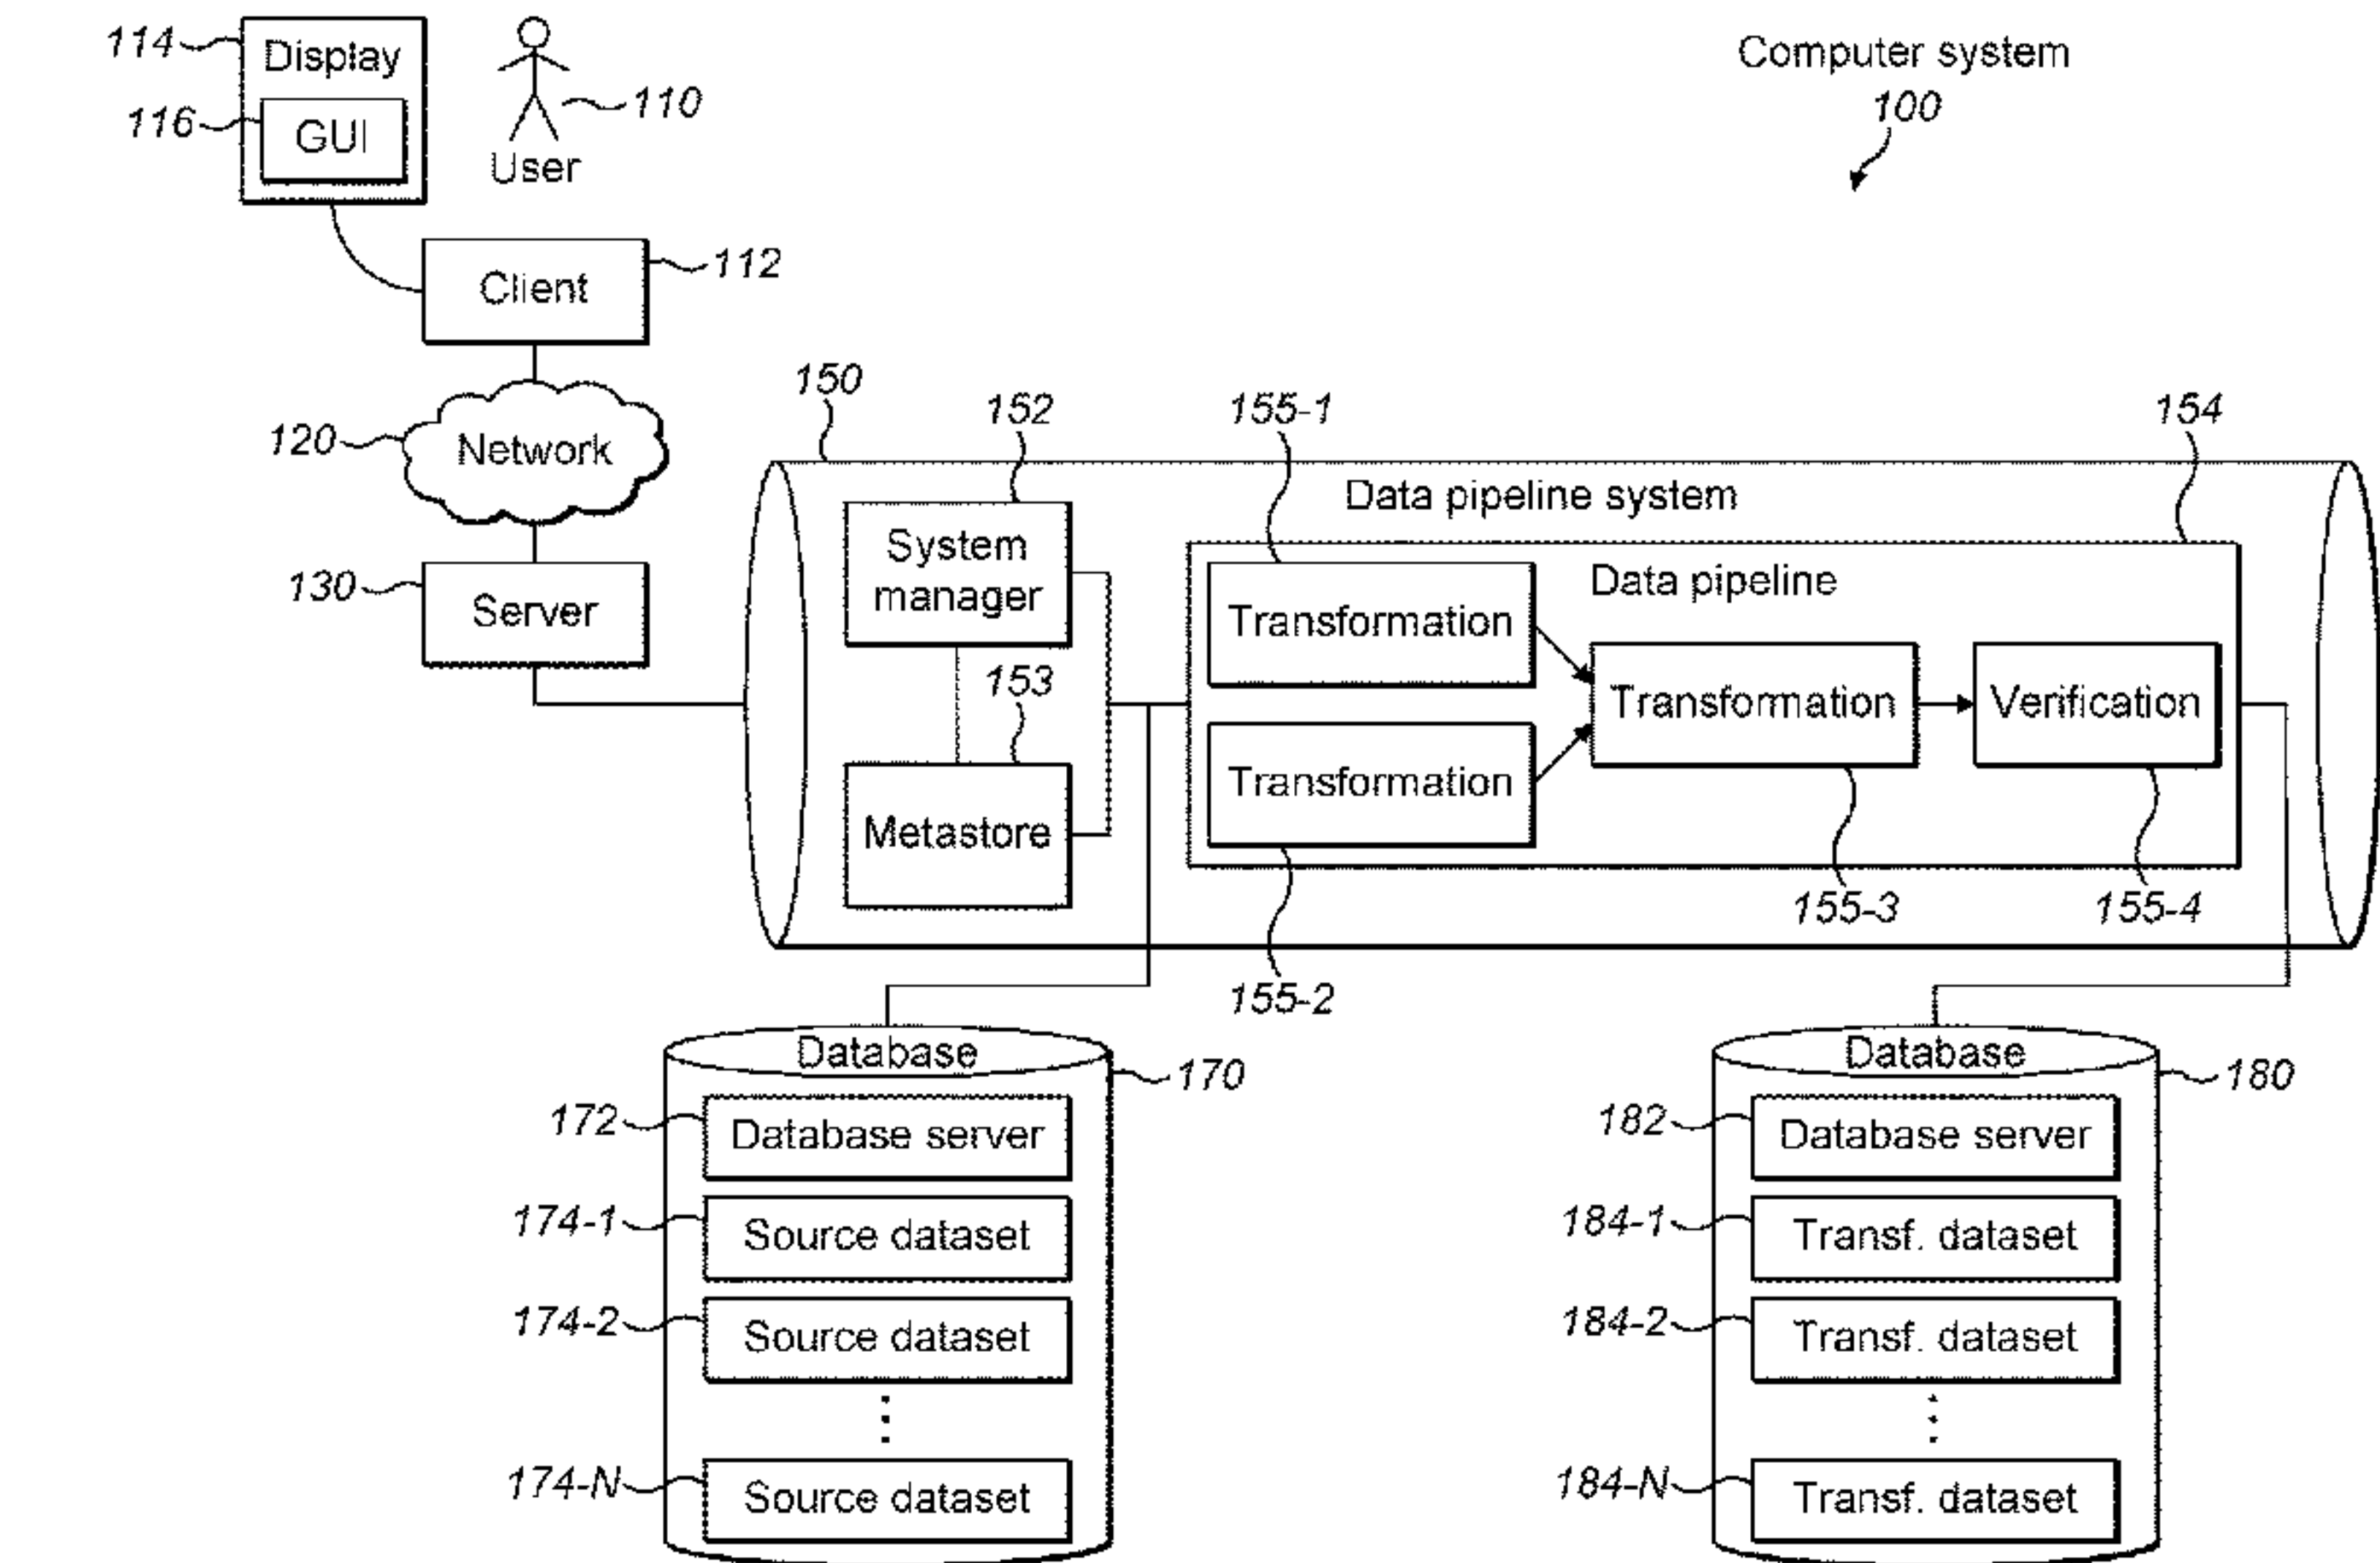 114
Display
116
GUI
110
User
Computer system
100
Client
112
120
Network
130
Server
150
152
155-1
154
Data pipeline system
System
manager
153
Metastore
Data pipeline
Transformation
Transformation
Transformation
Verification
155-3
155-4
155-2
Database
170
172
Database server
174-1
Source dataset
174-2
Source dataset
174-N
Source dataset
Database
180
182
Database server
184-1
Transf. dataset
184-2
Transf. dataset
184-N
Transf. dataset